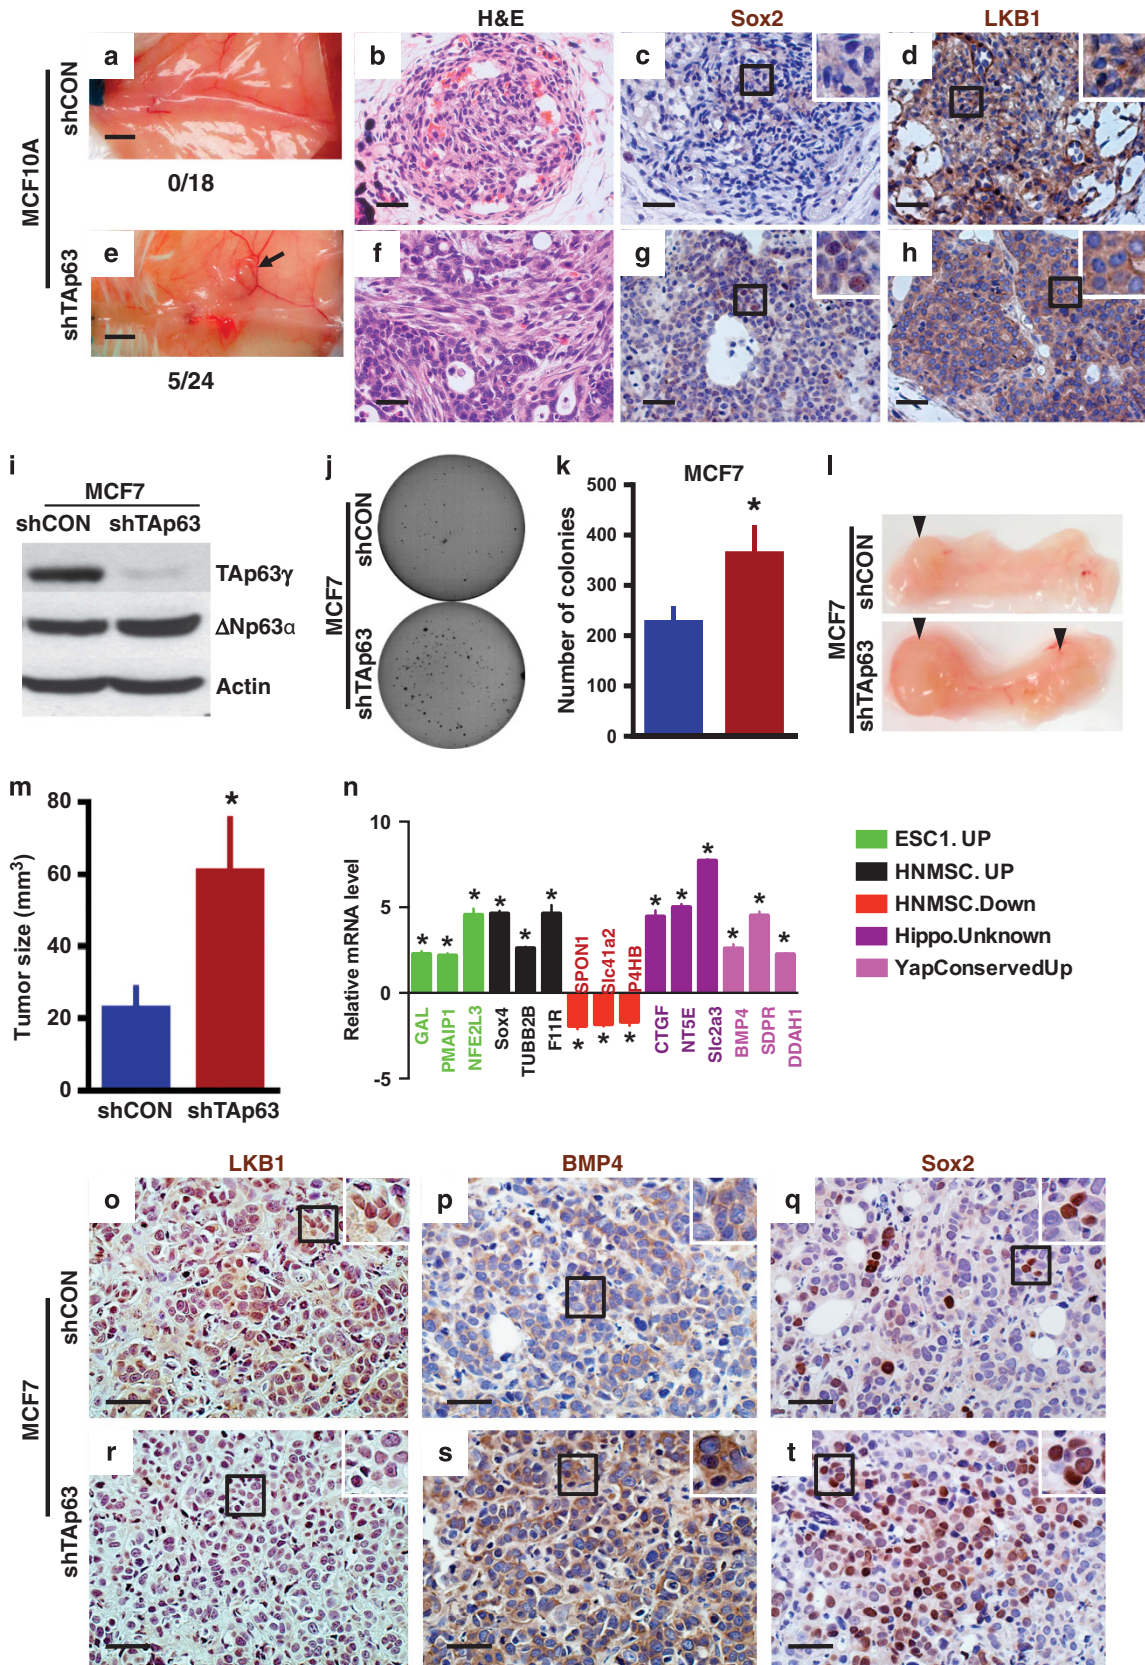 H&E
Sox2
LKB1
MCF10A
shCON
shTAp63
a
b
c
d
0/18
e
f
g
h
5/24
i
MCF7
shCON shTAp63
TAp63γ
ΔNp63α
Actin
j
MCF7
shCON
shTAp63
k
MCF7
*
Number of colonies
500
400
300
200
100
0
l
MCF7
shCON
shTAp63
m
Tumor size (mm³)
80
60
40
20
0
*
shCON shTAp63
n
Relative mRNA level
10
5
0
-5
* * * * * * * * * * * * * * *
GAL
PMAIP1
NFE2L3
Sox4
TUBB2B
F11R
SPON1
Slc41a2
P4HB
CTGF
NT5E
Slc2a3
BMP4
SDPR
DDAH1
ESC1. UP
HNMSC. UP
HNMSC.Down
Hippo.Unknown
YapConservedUp
LKB1
BMP4
Sox2
MCF7
shCON
shTAp63
o
p
q
r
s
t